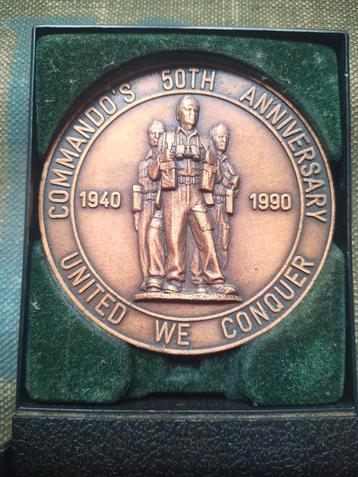 COMMANDO'S 50TH ANNIVERSARY
1940 1990
UNITED WE CONQUER